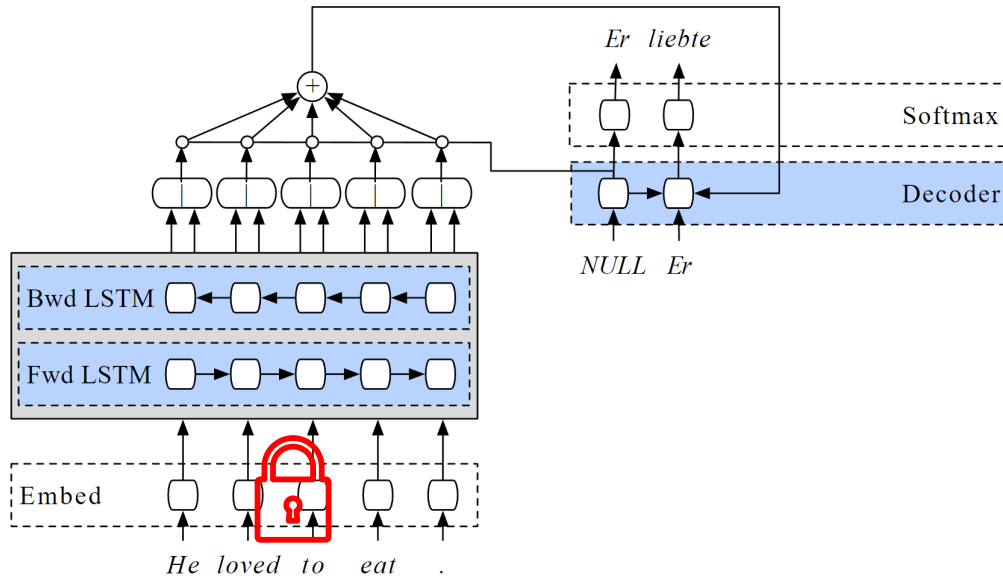 Er liebte
Softmax
Decoder
NULL Er
Bwd LSTM
Fwd LSTM
Embed
He loved to eat .